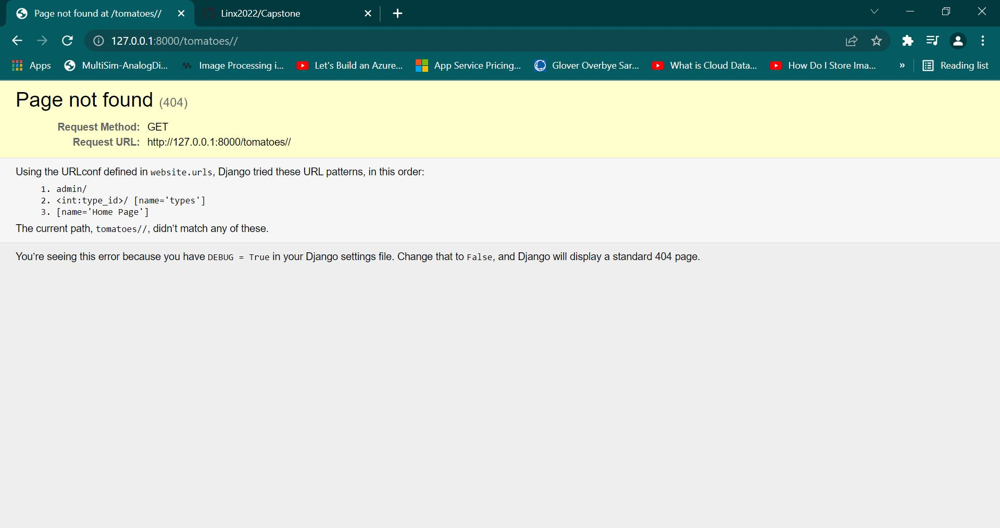 Page not found at /tomatoes//
Linx2022/Capstone
127.0.0.1:8000/tomatoes//
Apps MultiSim-AnalogDi... Image Processing i... Let's Build an Azure... App Service Pricing... Glover Overbye Sar... What is Cloud Data... How Do I Store Ima... » Reading list
Page not found (404)
Request Method: GET
Request URL: http://127.0.0.1:8000/tomatoes//
Using the URLconf defined in website.urls, Django tried these URL patterns, in this order:
1. admin/
2. <int:type_id>/ [name='types']
3. [name='Home Page']
The current path, tomatoes//, didn’t match any of these.
You’re seeing this error because you have DEBUG = True in your Django settings file. Change that to False, and Django will display a standard 404 page.